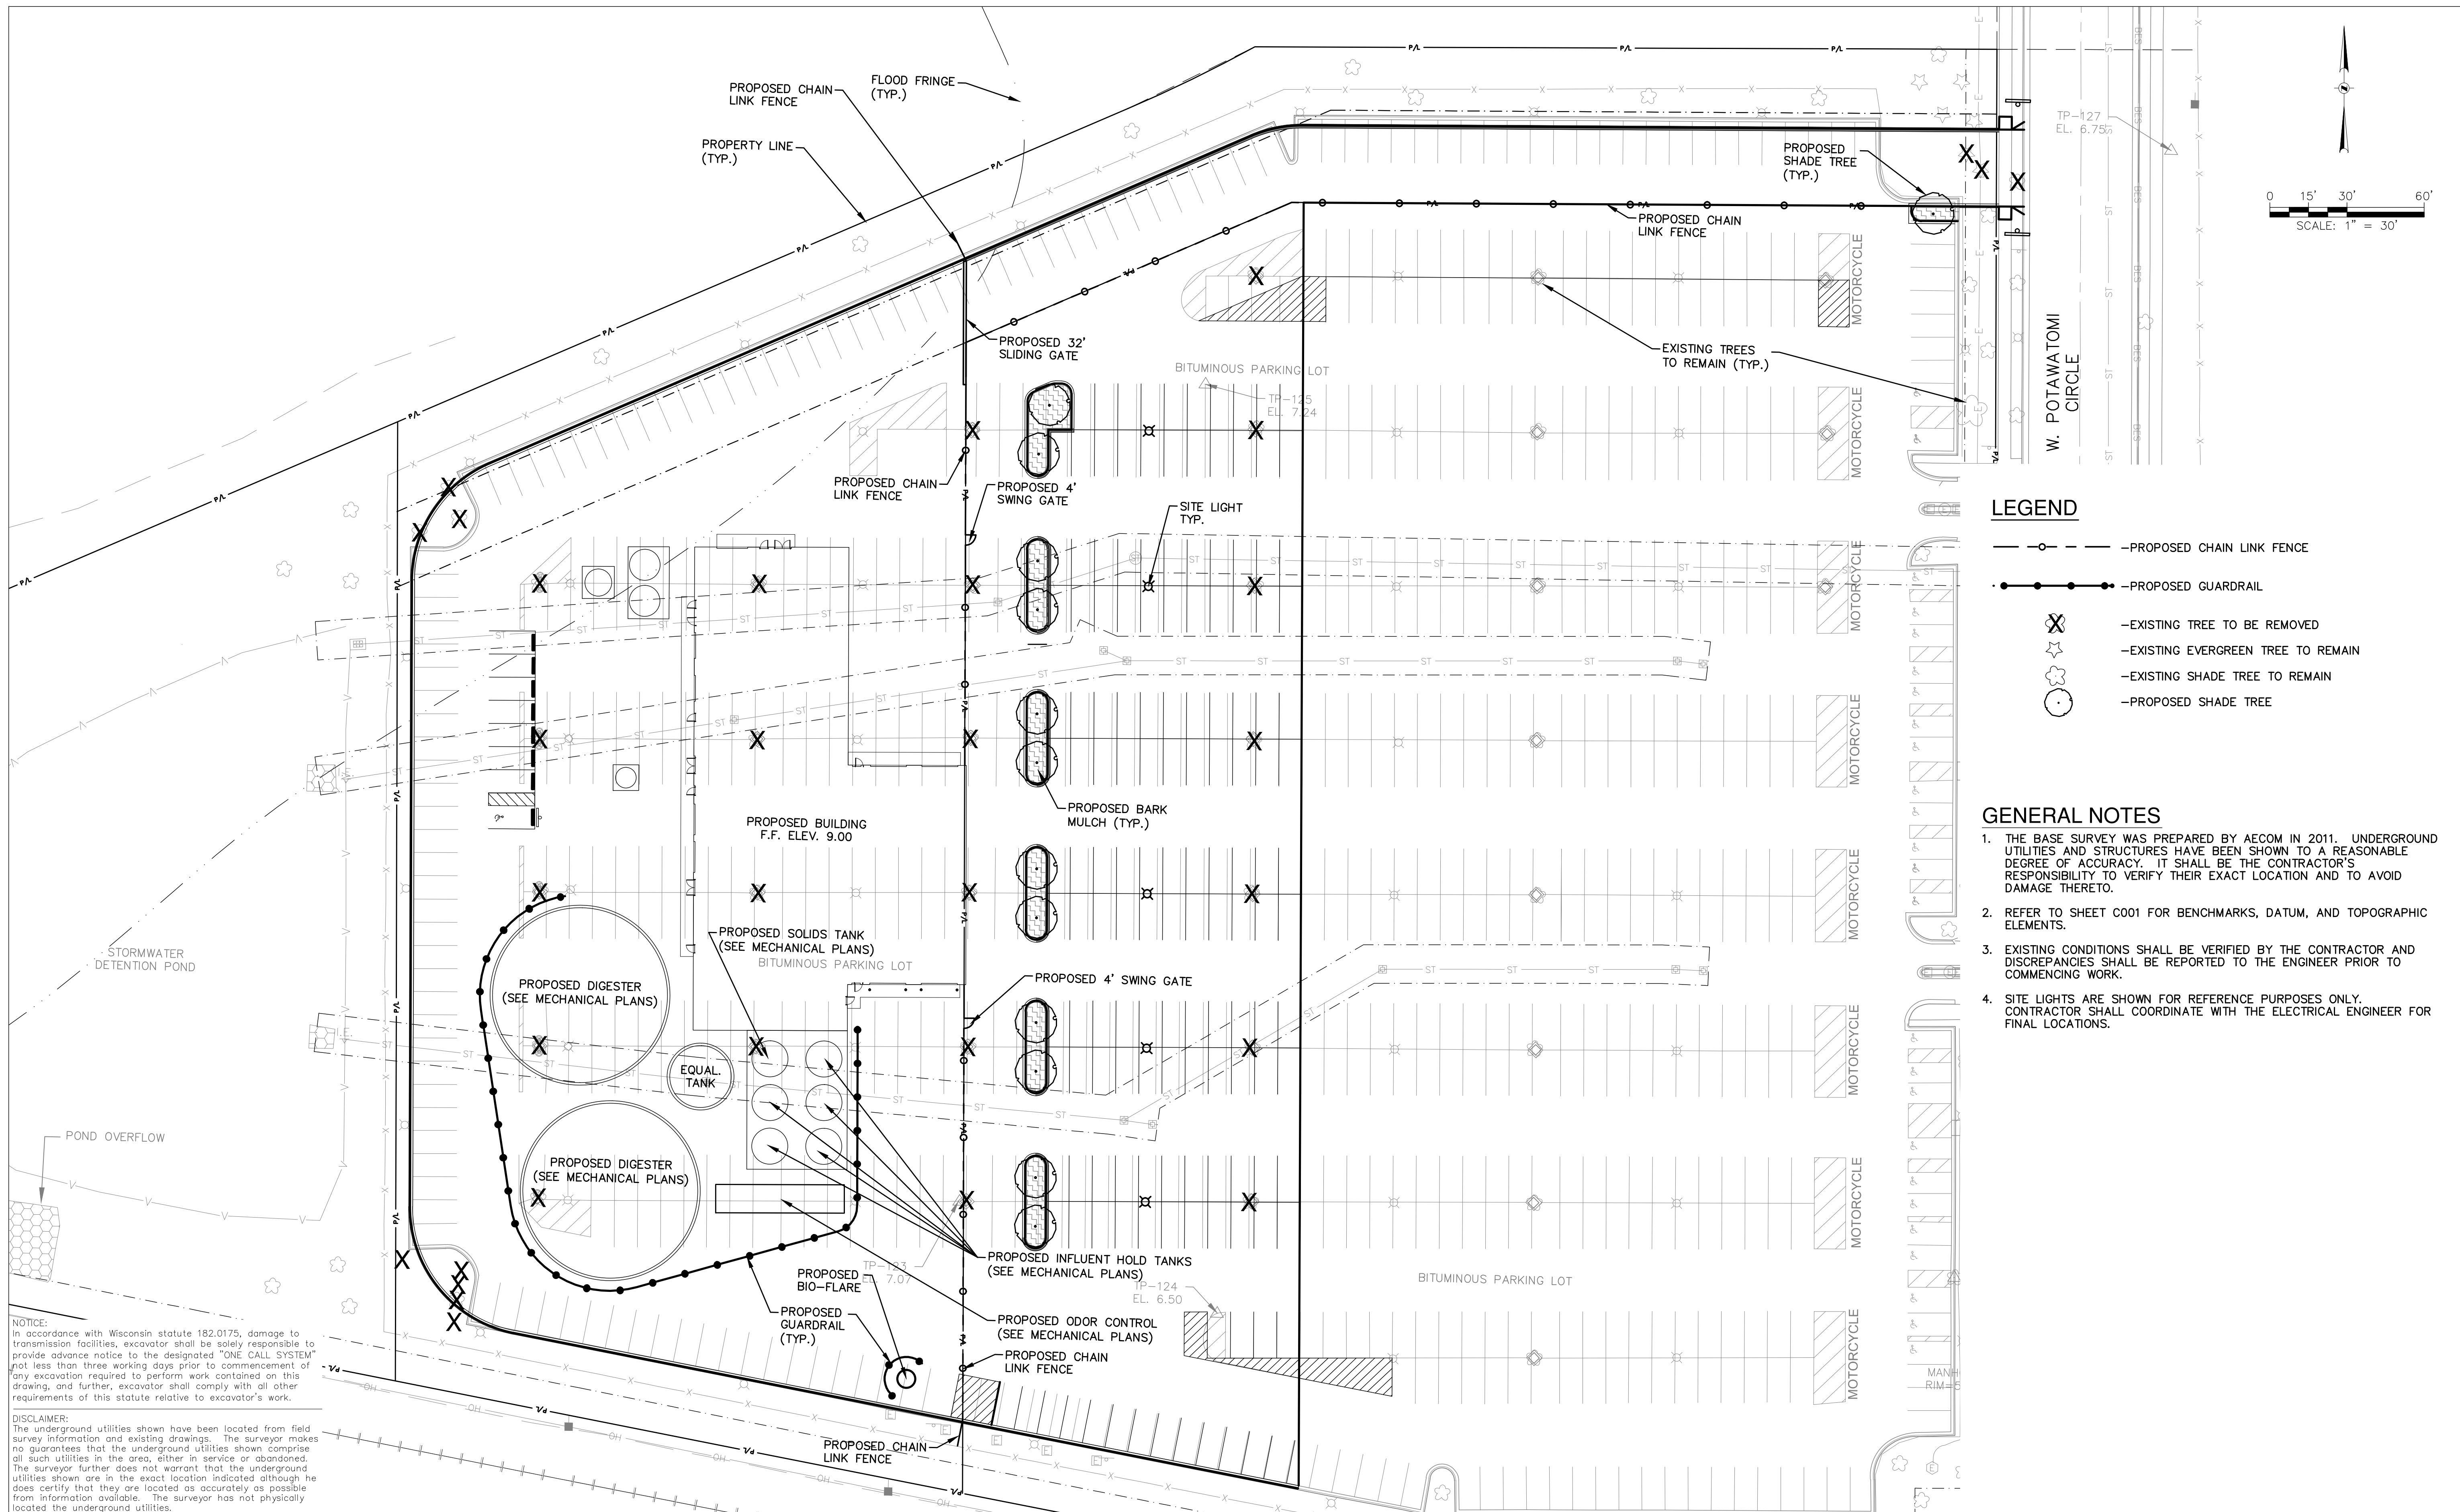 PROPOSED CHAIN
LINK FENCE
FLOOD FRINGE
(TYP.)
PROPERTY LINE
(TYP.)
P/L
P/L
P/L
TP-127
EL. 6.75
PROPOSED
SHADE TREE
(TYP.)
0 15' 30' 60'
SCALE: 1" = 30'
PROPOSED CHAIN
LINK FENCE
MOTORCYCLE
PROPOSED 32'
SLIDING GATE
EXISTING TREES
TO REMAIN (TYP.)
BITUMINOUS PARKING LOT
TP-125
EL. 7.24
W. POTAWATOMI
CIRCLE
MOTORCYCLE
PROPOSED CHAIN
LINK FENCE
PROPOSED 4'
SWING GATE
SITE LIGHT
TYP.
LEGEND
-PROPOSED CHAIN LINK FENCE
-PROPOSED GUARDRAIL
-EXISTING TREE TO BE REMOVED
-EXISTING EVERGREEN TREE TO REMAIN
-EXISTING SHADE TREE TO REMAIN
-PROPOSED SHADE TREE
MOTORCYCLE
MOTORCYCLE
PROPOSED BARK
MULCH (TYP.)
PROPOSED BUILDING
F.F. ELEV. 9.00
GENERAL NOTES
1. THE BASE SURVEY WAS PREPARED BY AECOM IN 2011. UNDERGROUND
UTILITIES AND STRUCTURES HAVE BEEN SHOWN TO A REASONABLE
DEGREE OF ACCURACY. IT SHALL BE THE CONTRACTOR'S
RESPONSIBILITY TO VERIFY THEIR EXACT LOCATION AND TO AVOID
DAMAGE THERETO.
2. REFER TO SHEET C001 FOR BENCHMARKS, DATUM, AND TOPOGRAPHIC
ELEMENTS.
3. EXISTING CONDITIONS SHALL BE VERIFIED BY THE CONTRACTOR AND
DISCREPANCIES SHALL BE REPORTED TO THE ENGINEER PRIOR TO
COMMENCING WORK.
4. SITE LIGHTS ARE SHOWN FOR REFERENCE PURPOSES ONLY.
CONTRACTOR SHALL COORDINATE WITH THE ELECTRICAL ENGINEER FOR
FINAL LOCATIONS.
MOTORCYCLE
STORMWATER
DETENTION POND
PROPOSED SOLIDS TANK
(SEE MECHANICAL PLANS)
BITUMINOUS PARKING LOT
PROPOSED DIGESTER
(SEE MECHANICAL PLANS)
PROPOSED 4' SWING GATE
EQUAL.
TANK
MOTORCYCLE
POND OVERFLOW
PROPOSED DIGESTER
(SEE MECHANICAL PLANS)
MOTORCYCLE
PROPOSED INFLUENT HOLD TANKS
(SEE MECHANICAL PLANS)
TP-123
EL. 7.07
PROPOSED
BIO-FLARE
TP-124
EL. 6.50
BITUMINOUS PARKING LOT
PROPOSED
GUARDRAIL
(TYP.)
PROPOSED ODOR CONTROL
(SEE MECHANICAL PLANS)
PROPOSED CHAIN
LINK FENCE
MOTORCYCLE
MANH
RIM=5
PROPOSED CHAIN
LINK FENCE
NOTICE:
In accordance with Wisconsin statute 182.0175, damage to
transmission facilities, excavator shall be solely responsible to
provide advance notice to the designated "ONE CALL SYSTEM"
not less than three working days prior to commencement of
any excavation required to perform work contained on this
drawing, and further, excavator shall comply with all other
requirements of this statute relative to excavator's work.
DISCLAIMER:
The underground utilities shown have been located from field
survey information and existing drawings. The surveyor makes
no guarantees that the underground utilities shown comprise
all such utilities in the area, either in service or abandoned.
The surveyor further does not warrant that the underground
utilities shown are in the exact location indicated although he
does certify that they are located as accurately as possible
from information available. The surveyor has not physically
located the underground utilities.